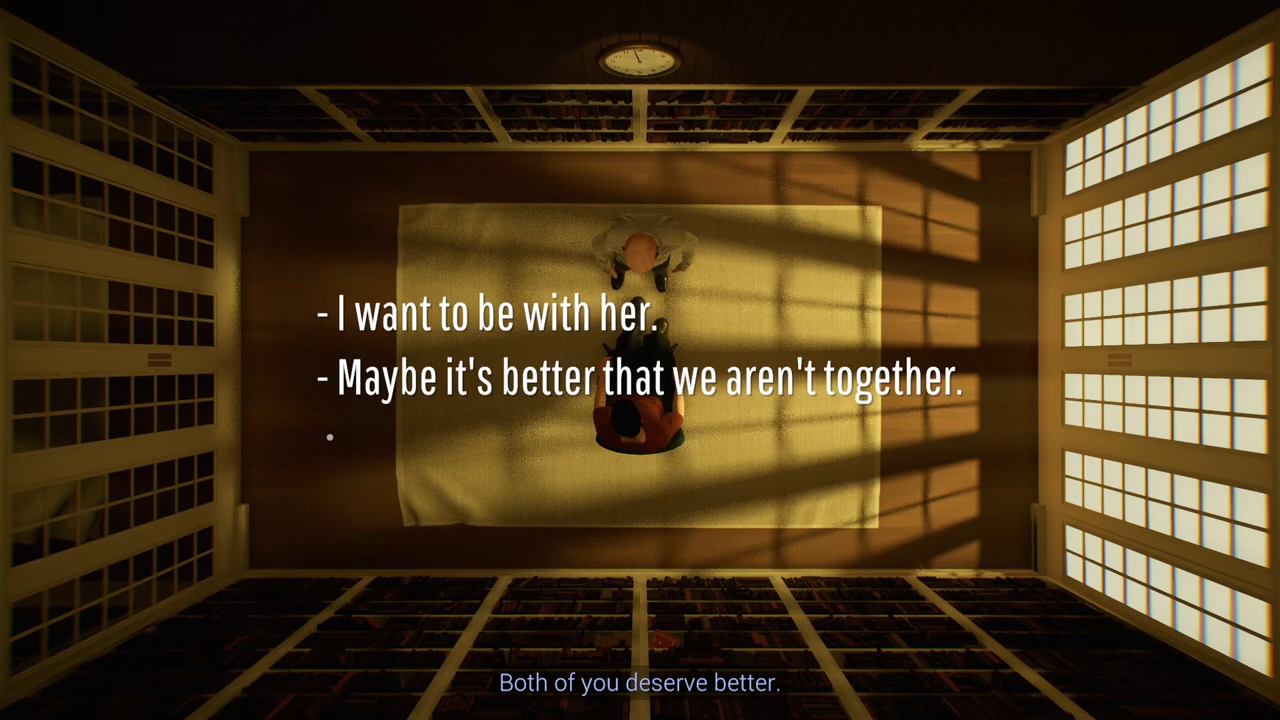 - I want to be with her.
- Maybe it's better that we aren't together.
Both of you deserve better.